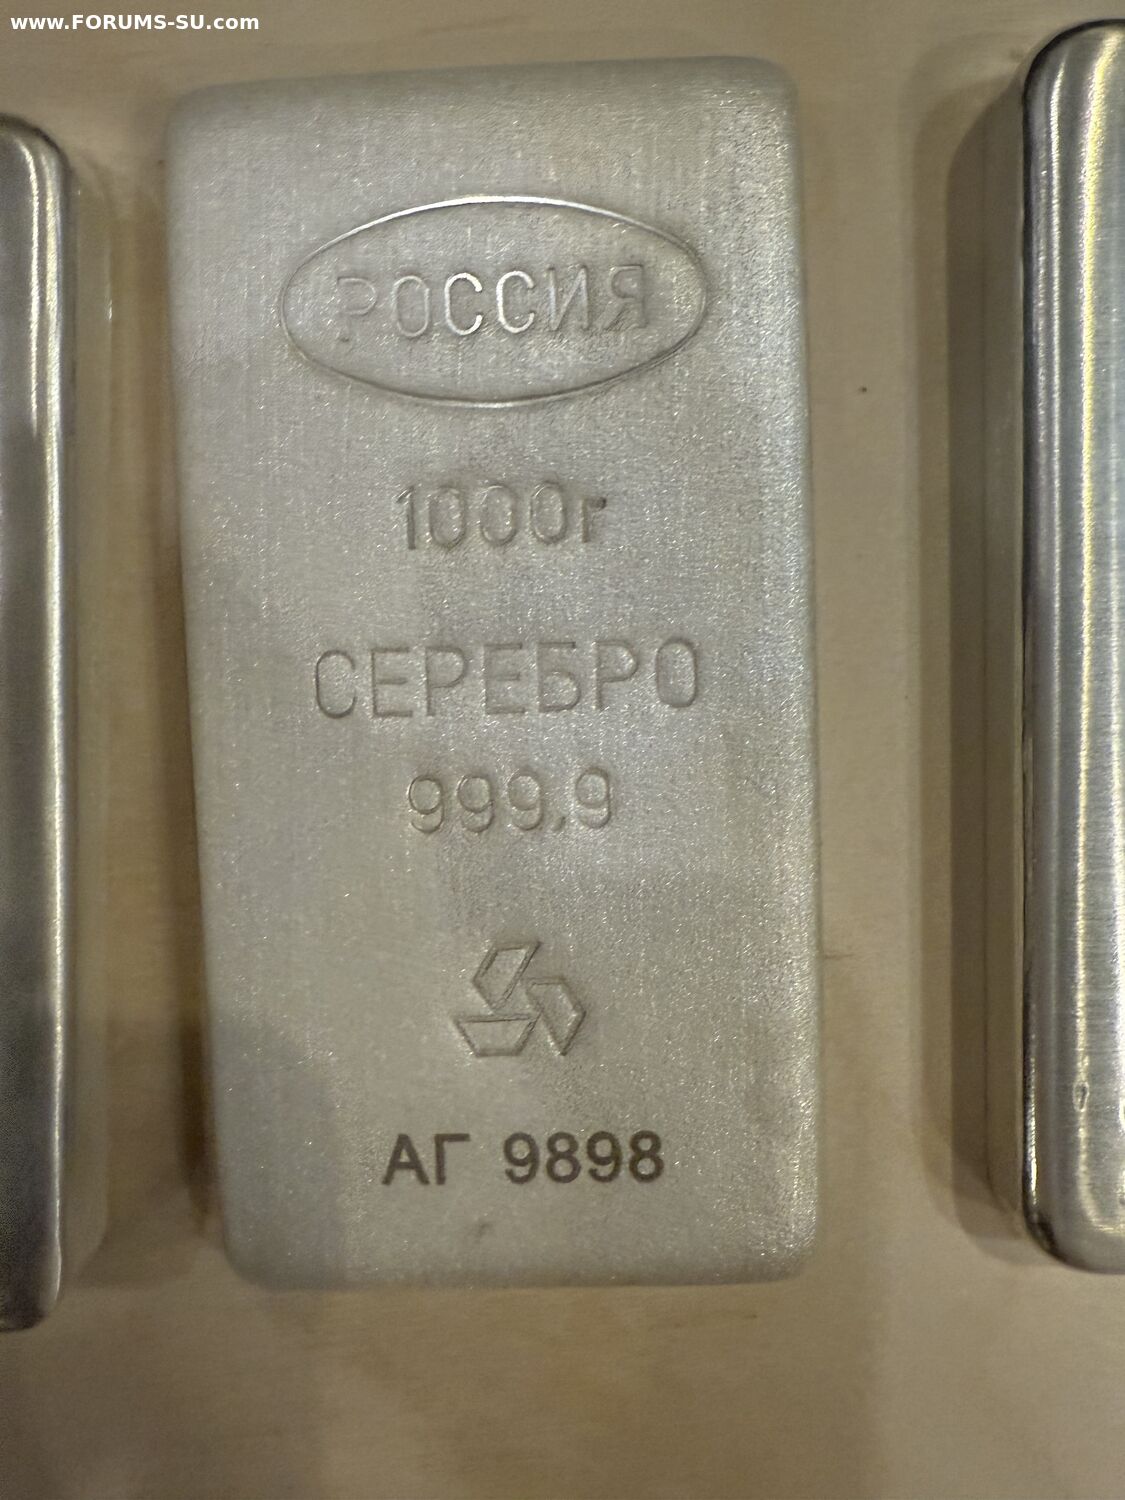 www.FORUMS-SU.com
РОССИЯ
1000г
СЕРЕБРО
999,9
АГ 9898